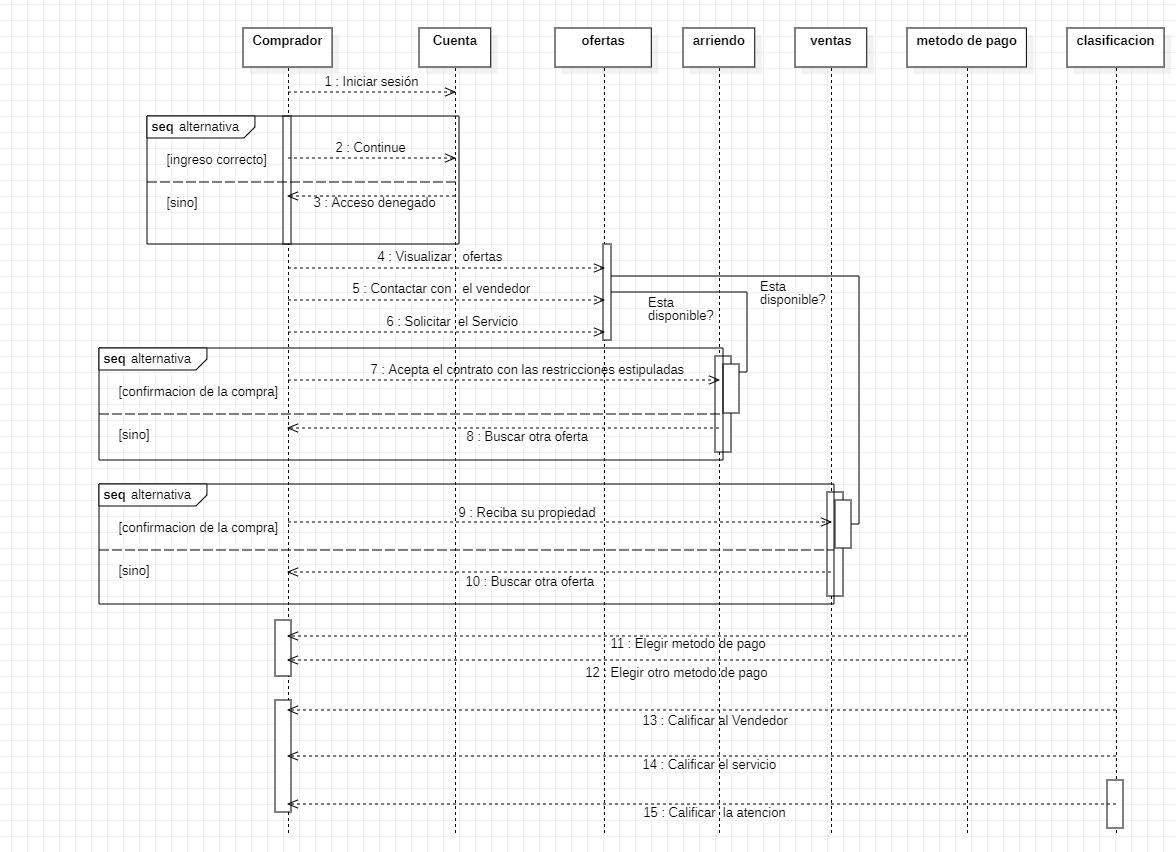 Comprador
Cuenta
ofertas
arriendo
ventas
metodo de pago
clasificacion
1 : Iniciar sesión
seq alternativa
2 : Continue
[ingreso correcto]
[sino]
3 : Acceso denegado
4 : Visualizar ofertas
5 : Contactar con el vendedor
Esta
disponible?
Esta
disponible?
6 : Solicitar el Servicio
seq alternativa
7 : Acepta el contrato con las restricciones estipuladas
[confirmacion de la compra]
[sino]
8 : Buscar otra oferta
seq alternativa
9 : Reciba su propiedad
[confirmacion de la compra]
[sino]
10 : Buscar otra oferta
11 : Elegir metodo de pago
12 : Elegir otro metodo de pago
13 : Calificar al Vendedor
14 : Calificar el servicio
15 : Calificar la atencion